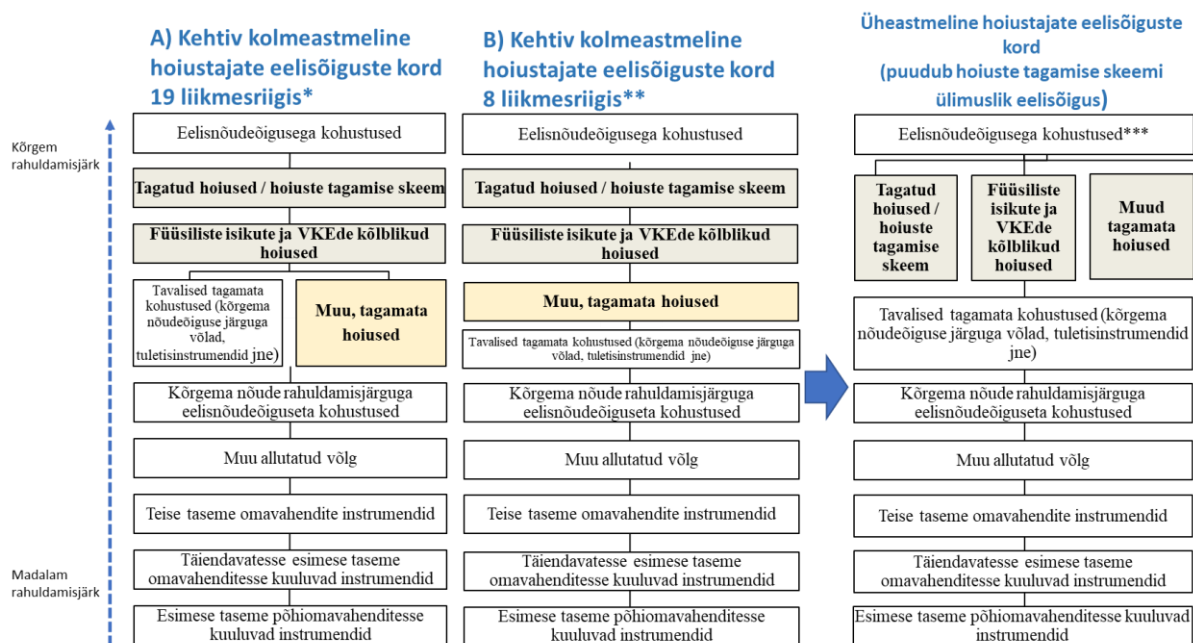 A) Kehtiv kolmeastmeline
hoiustajate eelisõiguste kord
19 liikmesriigis*
B) Kehtiv kolmeastmeline
hoiustajate eelisõiguste kord
8 liikmesriigis**
Üheastmeline hoiustajate eelisõiguste
kord
(puudub hoiuste tagamise skeemi
ülimuslik eelisõigus)
Kõrgem
rahuldamisjärk
Madalam
rahuldamisjärk
Eelisnõudeõigusega kohustused
Tagatud hoiused / hoiuste tagamise skeem
Füüsiliste isikute ja VKEde kõlblikud
hoiused
Tavalised tagamata
kohustused (kõrgema
nõudeõiguse järguga
võlad,
tuletisinstrumendid jne)
Muu, tagamata
hoiused
Kõrgema nõude rahuldamisjärguga
eelisnõudeõiguseta kohustused
Muu allutatud võlg
Teise taseme omavahendite instrumendid
Täiendavatesse esimese taseme
omavahenditesse kuuluvad instrumendid
Esimese taseme põhiomavahenditesse
kuuluvad instrumendid
Eelisnõudeõigusega kohustused
Tagatud hoiused / hoiuste tagamise skeem
Füüsiliste isikute ja VKEde kõlblikud
hoiused
Muu, tagamata hoiused
Tavalised tagamata kohustused (kõrgema nõudeõiguse järguga
võlad, tuletisinstrumendid jne)
Kõrgema nõude rahuldamisjärguga
eelisnõudeõiguseta kohustused
Muu allutatud võlg
Teise taseme omavahendite instrumendid
Täiendavatesse esimese taseme
omavahenditesse kuuluvad instrumendid
Esimese taseme põhiomavahenditesse
kuuluvad instrumendid
Eelisnõudeõigusega kohustused***
Tagatud
hoiused /
hoiuste
tagamise
skeem
Füüsiliste
isikute ja
VKEde
kõlblikud
hoiused
Muud
tagamata
hoiused
Tavalised tagamata kohustused (kõrgema
nõudeõiguse järguga võlad, tuletisinstrumendid
jne)
Kõrgema nõude rahuldamisjärguga
eelisnõudeõiguseta kohustused
Muu allutatud võlg
Teise taseme omavahendite instrumendid
Täiendavatesse esimese taseme
omavahenditesse kuuluvad instrumendid
Esimese taseme põhiomavahenditesse kuuluvad
instrumendid